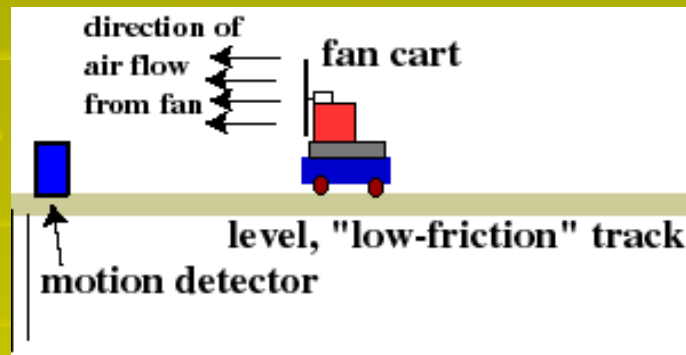 direction of
air flow
from fan
fan cart
level, "low-friction" track
motion detector